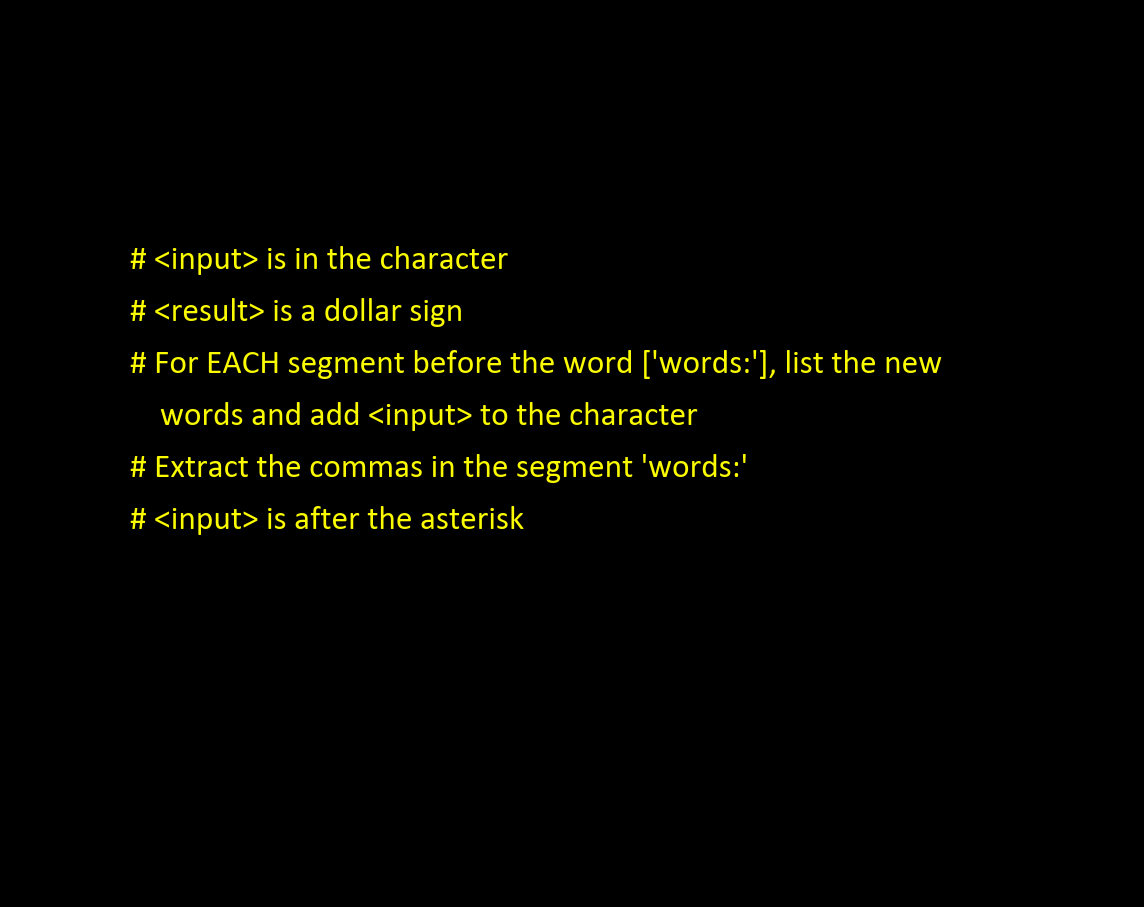 # <input> is in the character
# <result> is a dollar sign
# For EACH segment before the word ['words:'], list the new
words and add <input> to the character
# Extract the commas in the segment 'words:'
# <input> is after the asterisk